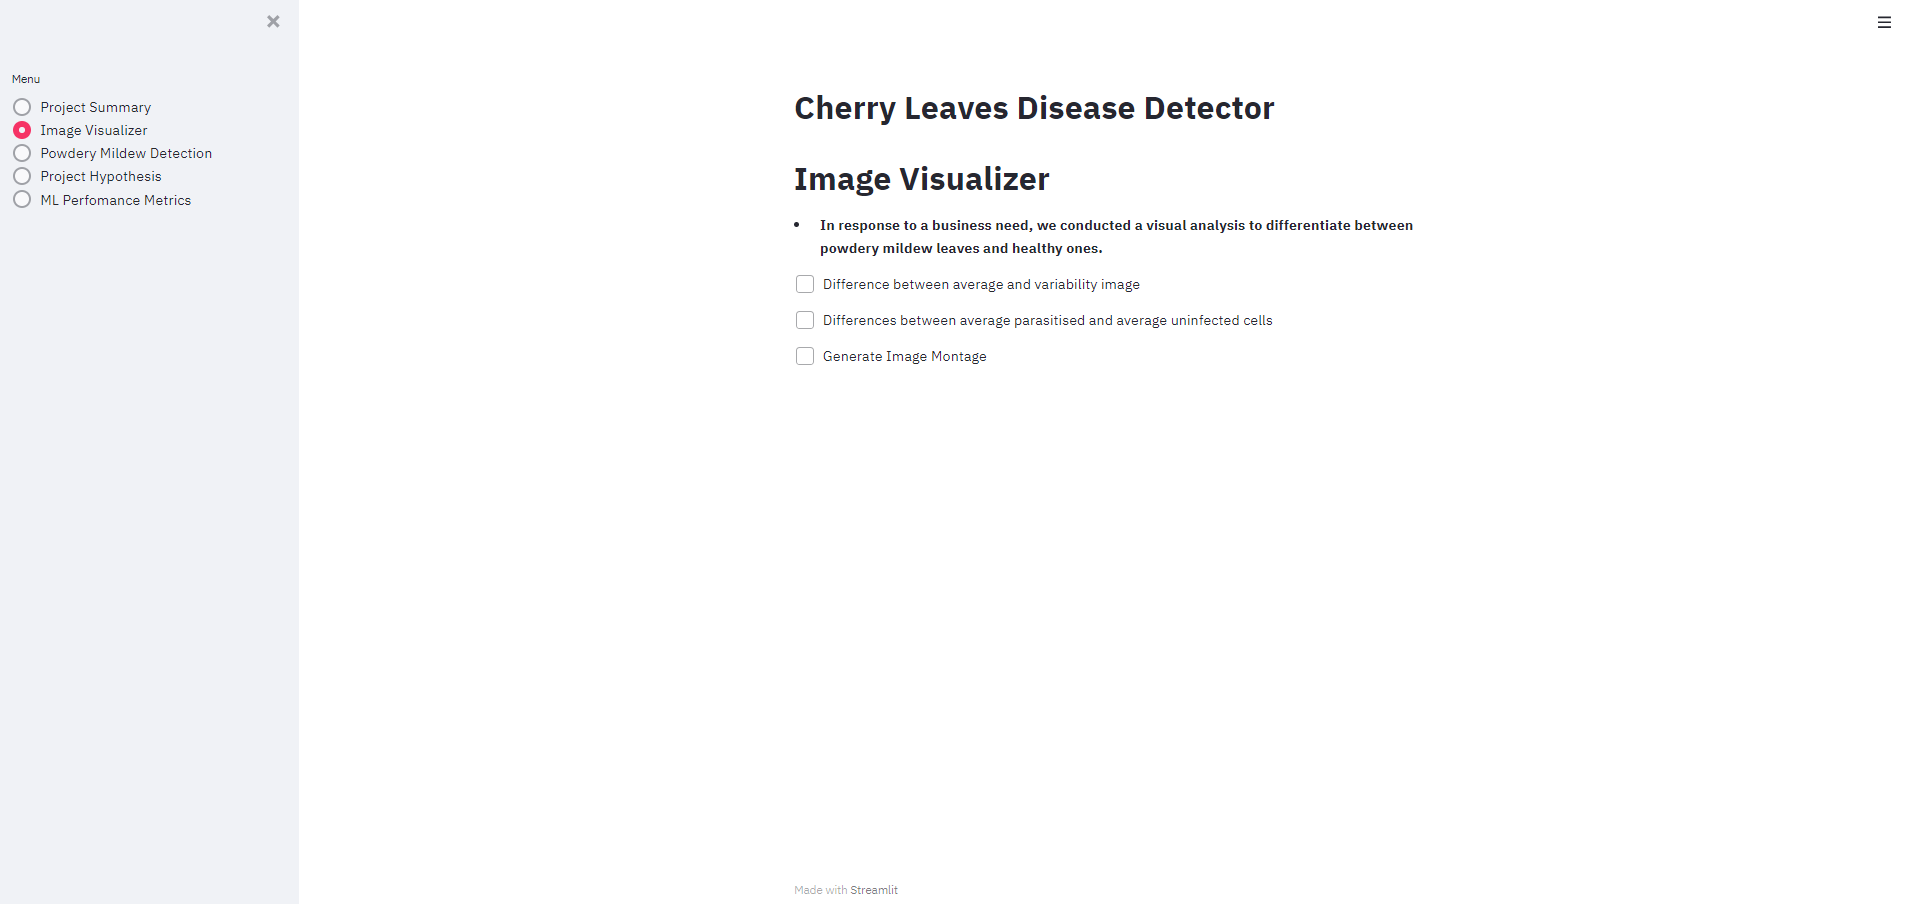 Menu
Project Summary
Image Visualizer
Powdery Mildew Detection
Project Hypothesis
ML Perfomance Metrics
Cherry Leaves Disease Detector
Image Visualizer
In response to a business need, we conducted a visual analysis to differentiate between
powdery mildew leaves and healthy ones.
Difference between average and variability image
Differences between average parasitised and average uninfected cells
Generate Image Montage
Made with Streamlit